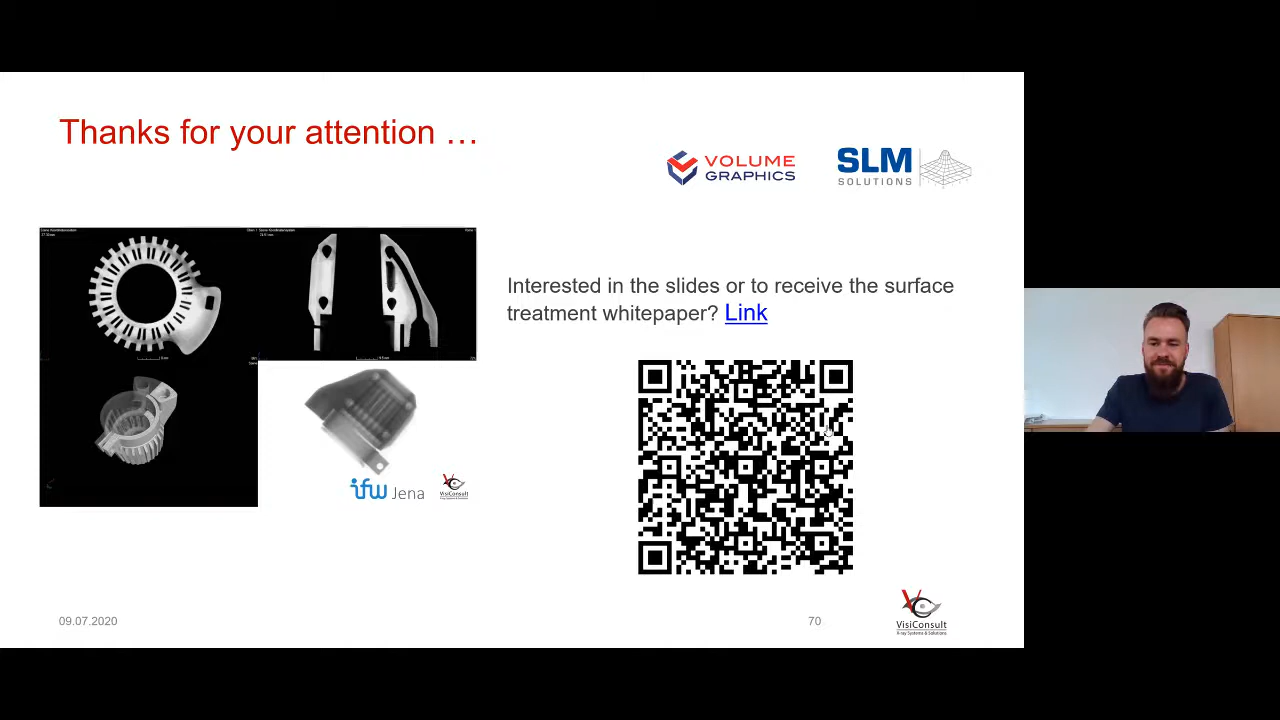 Thanks for your attention …
VOLUME
GRAPHICS
SLM
SOLUTIONS
Interested in the slides or to receive the surface
treatment whitepaper? Link
ifw Jena
VisiConsult
VisiConsult
X-ray Systems & Solutions
09.07.2020
70